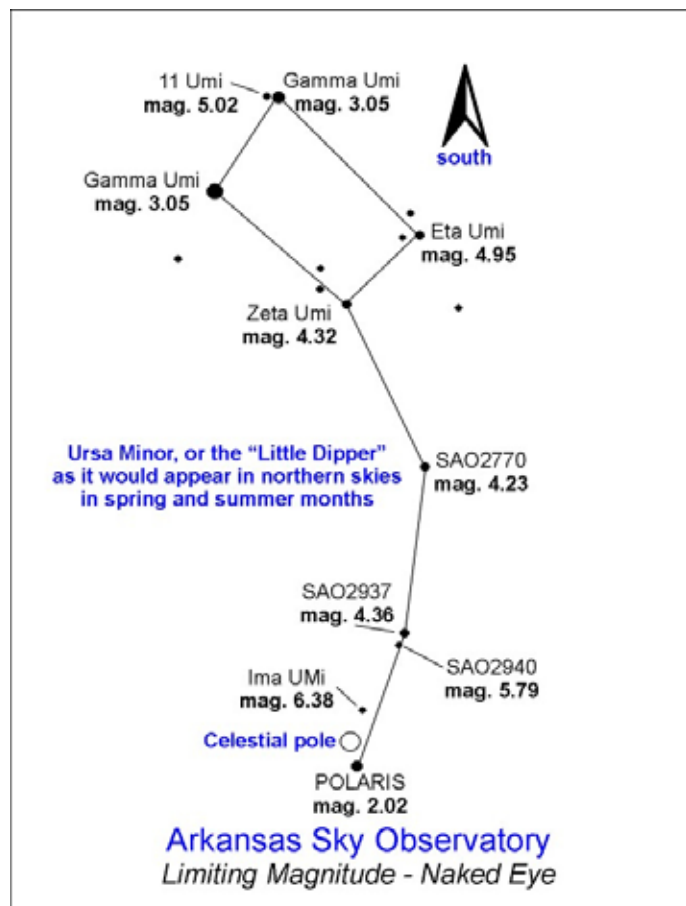 11 Umi
mag. 5.02
Gamma Umi
mag. 3.05
south
Gamma Umi
mag. 3.05
Eta Umi
mag. 4.95
Zeta Umi
mag. 4.32
Ursa Minor, or the “Little Dipper”
as it would appear in northern skies
in spring and summer months
SAO2770
mag. 4.23
SAO2937
mag. 4.36
SAO2940
mag. 5.79
Ima UMi
mag. 6.38
Celestial pole
POLARIS
mag. 2.02
Arkansas Sky Observatory
Limiting Magnitude - Naked Eye